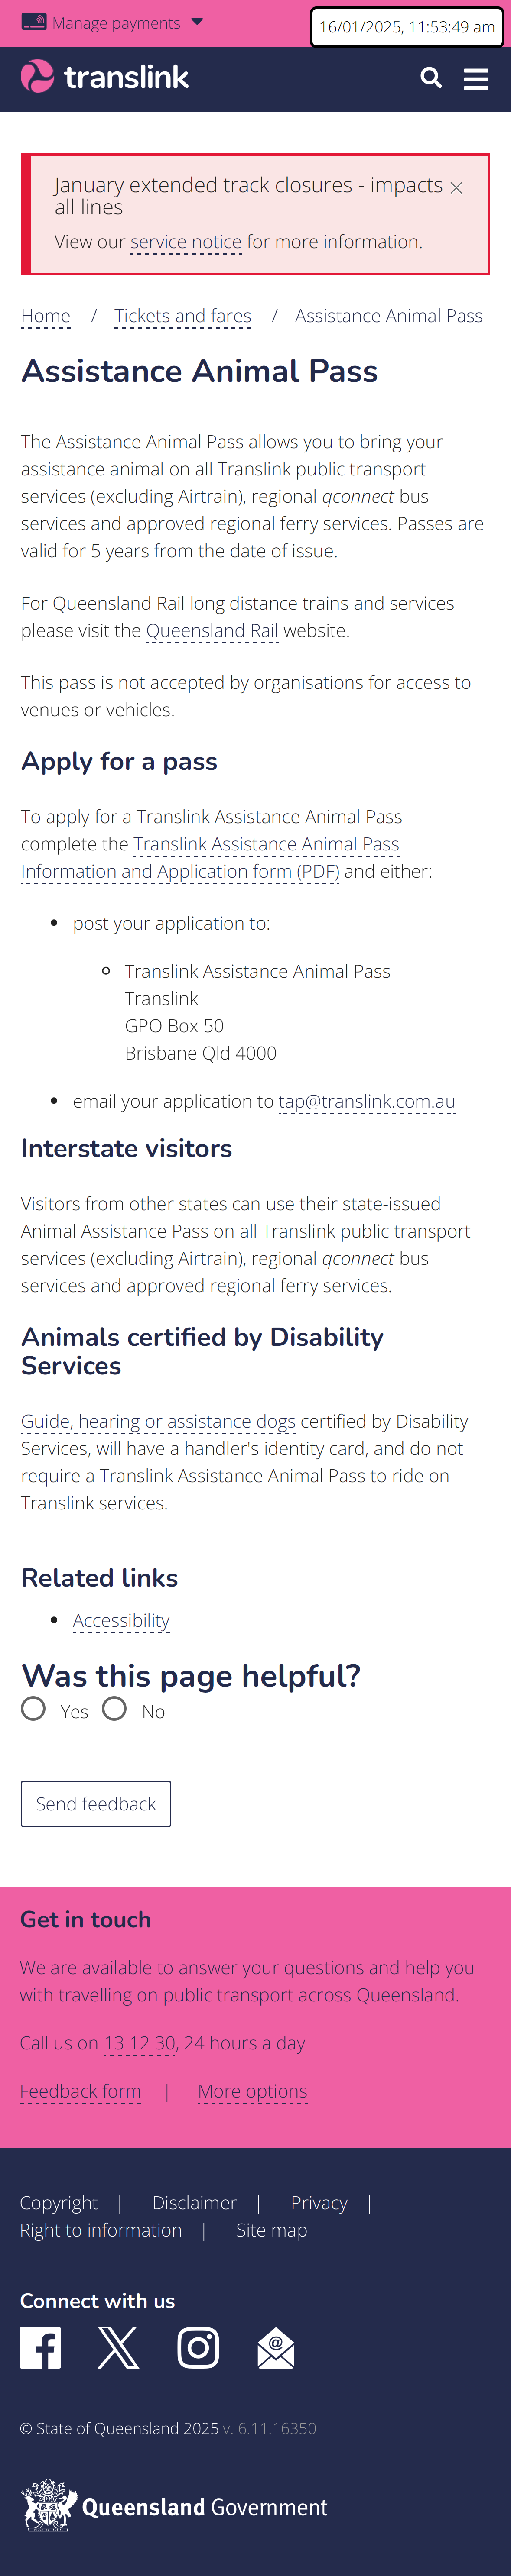 Manage payments
16/01/2025, 11:53:49 am
translink
January extended track closures - impacts
all lines
View our service notice for more information.
Home / Tickets and fares / Assistance Animal Pass
Assistance Animal Pass
The Assistance Animal Pass allows you to bring your
assistance animal on all Translink public transport
services (excluding Airtrain), regional qconnect bus
services and approved regional ferry services. Passes are
valid for 5 years from the date of issue.
For Queensland Rail long distance trains and services
please visit the Queensland Rail website.
This pass is not accepted by organisations for access to
venues or vehicles.
Apply for a pass
To apply for a Translink Assistance Animal Pass
complete the Translink Assistance Animal Pass
Information and Application form (PDF) and either:
post your application to:
Translink Assistance Animal Pass
Translink
GPO Box 50
Brisbane Qld 4000
email your application to tap@translink.com.au
Interstate visitors
Visitors from other states can use their state-issued
Animal Assistance Pass on all Translink public transport
services (excluding Airtrain), regional qconnect bus
services and approved regional ferry services.
Animals certified by Disability
Services
Guide, hearing or assistance dogs certified by Disability
Services, will have a handler's identity card, and do not
require a Translink Assistance Animal Pass to ride on
Translink services.
Related links
Accessibility
Was this page helpful?
Yes No
Send feedback
Get in touch
We are available to answer your questions and help you
with travelling on public transport across Queensland.
Call us on 13 12 30, 24 hours a day
Feedback form | More options
Copyright | Disclaimer | Privacy |
Right to information | Site map
Connect with us
© State of Queensland 2025 v. 6.11.16350
Queensland Government